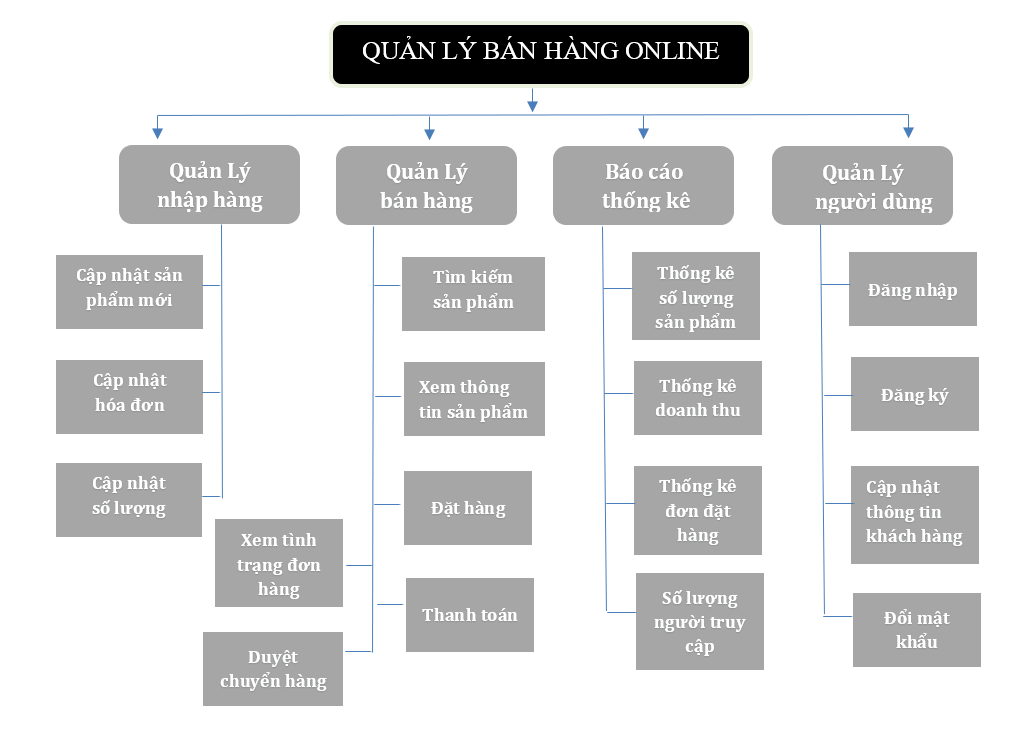 QUẢN LÝ BÁN HÀNG ONLINE
Quản Lý
nhập hàng
Quản Lý
bán hàng
Báo cáo
thống kê
Quản Lý
người dùng
Cập nhật sản
phẩm mới
Cập nhật
hóa đơn
Cập nhật
số lượng
Tìm kiếm
sản phẩm
Xem thông
tin sản phẩm
Đặt hàng
Thanh toán
Xem tình
trạng đơn
hàng
Duyệt
chuyển hàng
Thống kê
số lượng
sản phẩm
Thống kê
doanh thu
Thống kê
đơn đặt
hàng
Số lượng
người truy
cập
Đăng nhập
Đăng ký
Cập nhật
thông tin
khách hàng
Đổi mật
khẩu